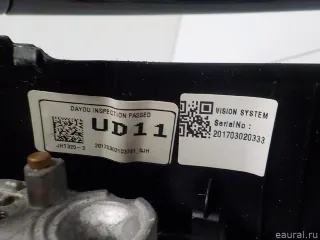 DAYOU INSPECTION PASSED
UD11
VISION SYSTEM
SerialNo :
201703020333
eaural.ru